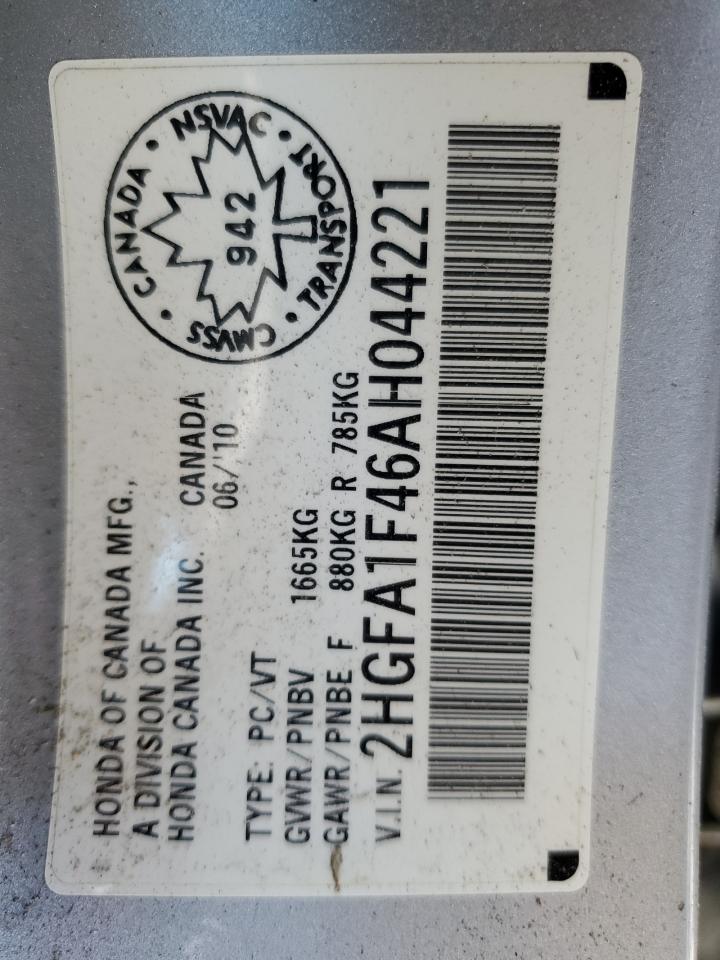 HONDA OF CANADA MFG.,
A DIVISION OF
HONDA CANADA INC. CANADA
06/'10
CANADA • NSVAC • TRANSPORT • CMVSS •
942
TYPE: PC/VT
GVWR/PNBV 1665KG
GAWR/PNBE F 880KG R 785KG
V.I.N. 2HGFA1F46AH044221